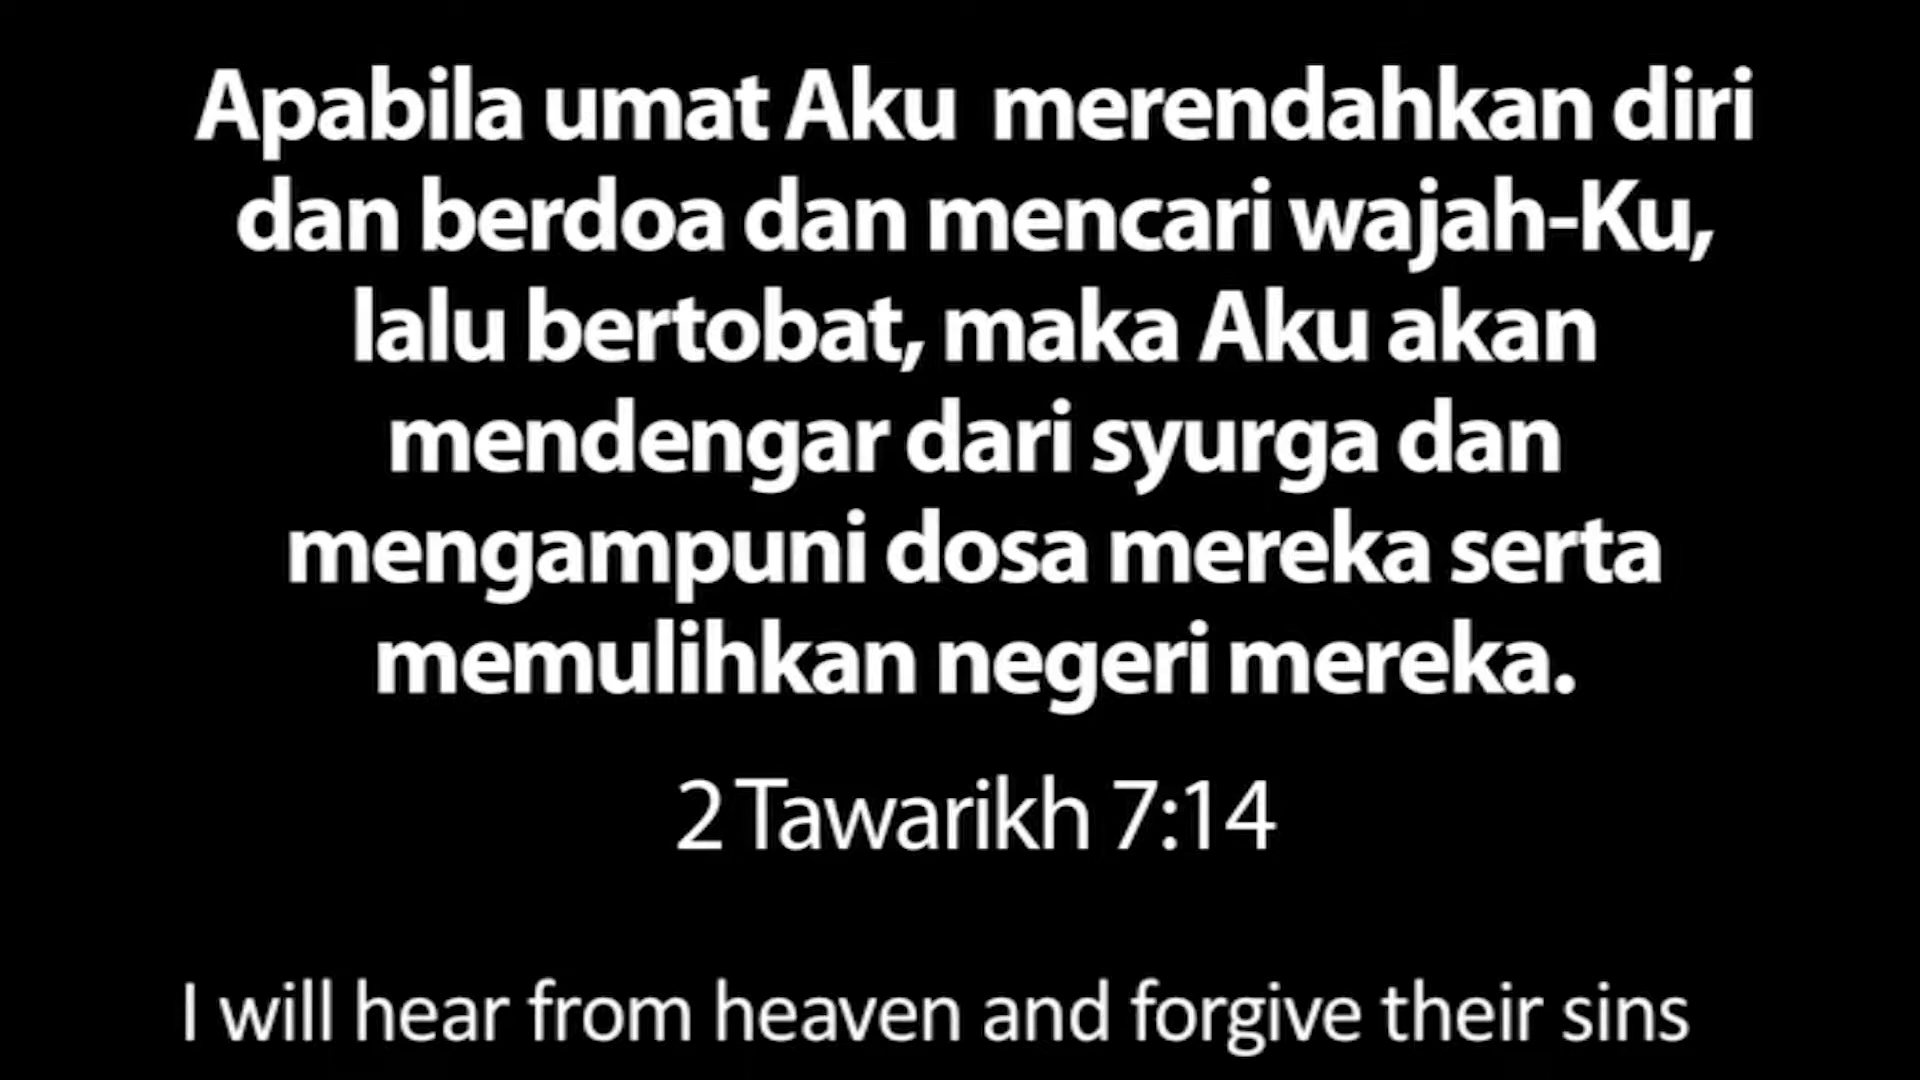 Apabila umat Aku merendahkan diri
dan berdoa dan mencari wajah-Ku,
lalu bertobat, maka Aku akan
mendengar dari syurga dan
mengampuni dosa mereka serta
memulihkan negeri mereka.
2 Tawarikh 7:14
I will hear from heaven and forgive their sins